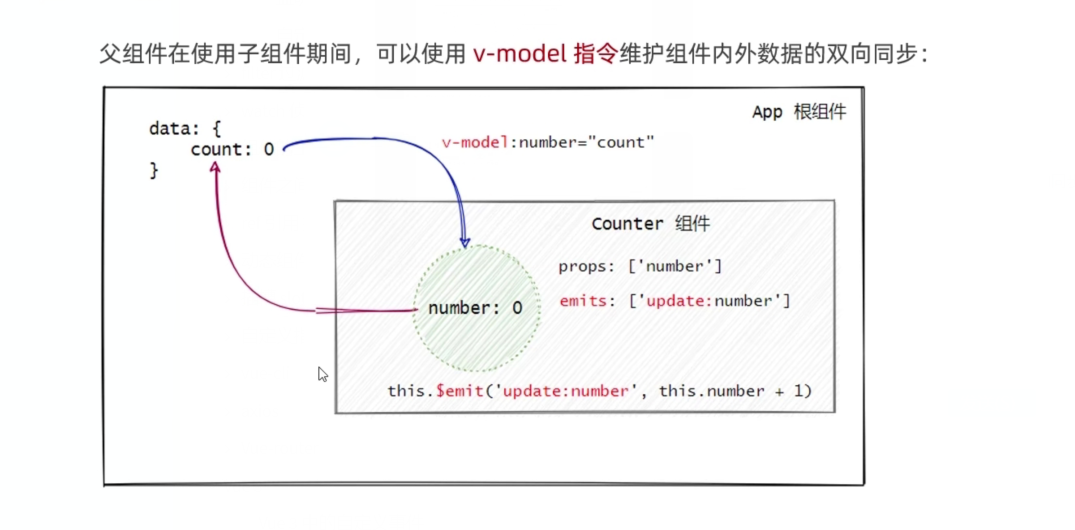 父组件在使用子组件期间，可以使用 v-model 指令维护组件内外数据的双向同步：
App 根组件
data: {
count: 0
}
v-model:number="count"
Counter 组件
props: ['number']
emits: ['update:number']
number: 0
this.$emit('update:number', this.number + 1)